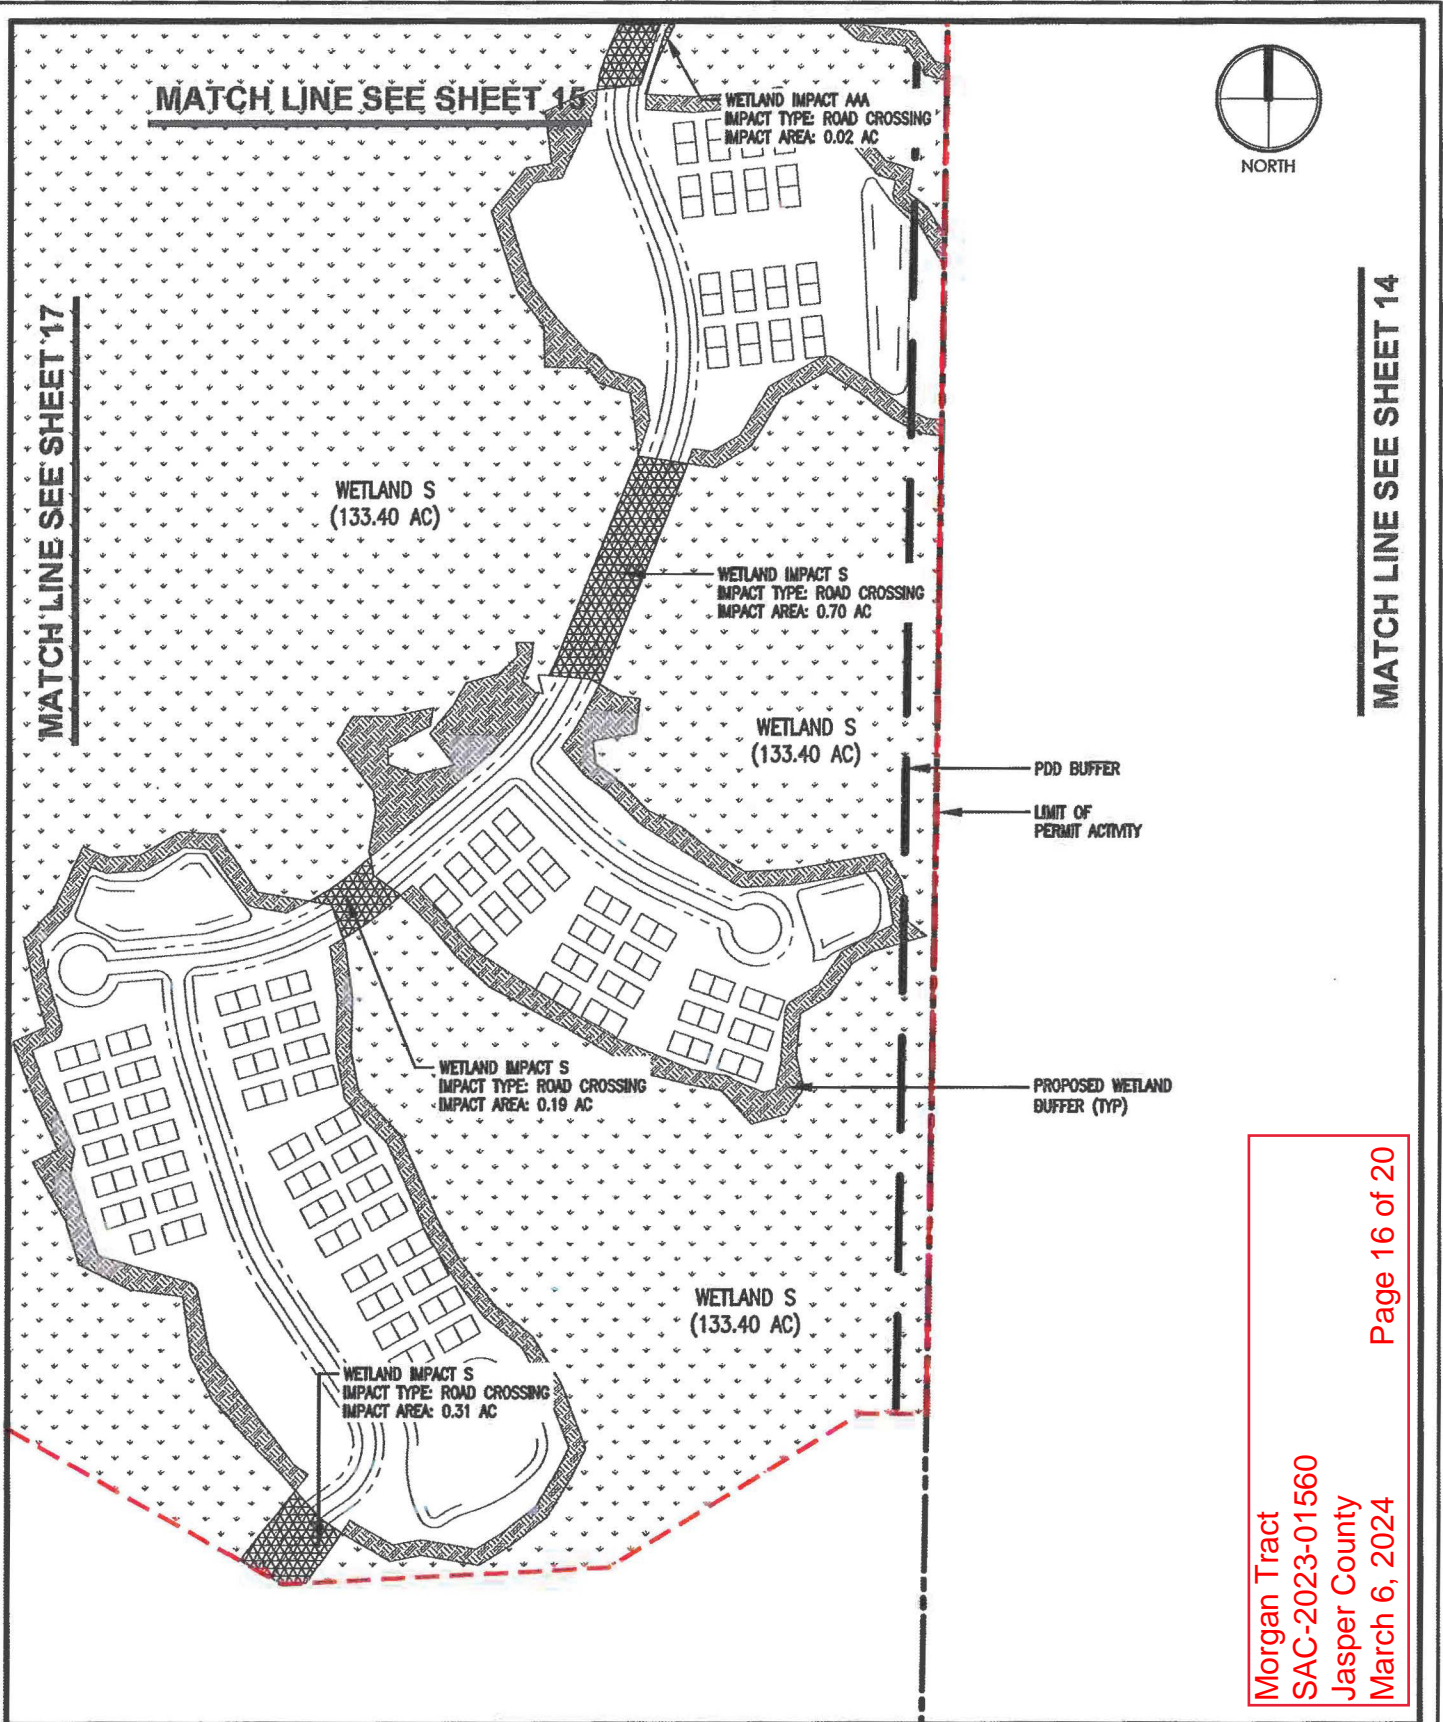 MATCH LINE SEE SHEET 15
WETLAND IMPACT AAA
IMPACT TYPE: ROAD CROSSING
IMPACT AREA: 0.02 AC
NORTH
MATCH LINE SEE SHEET 17
MATCH LINE SEE SHEET 14
WETLAND S
(133.40 AC)
WETLAND IMPACT S
IMPACT TYPE: ROAD CROSSING
IMPACT AREA: 0.70 AC
WETLAND S
(133.40 AC)
PDD BUFFER
LIMIT OF
PERMIT ACTIVITY
WETLAND IMPACT S
IMPACT TYPE: ROAD CROSSING
IMPACT AREA: 0.19 AC
PROPOSED WETLAND
BUFFER (TYP)
WETLAND S
(133.40 AC)
WETLAND IMPACT S
IMPACT TYPE: ROAD CROSSING
IMPACT AREA: 0.31 AC
Morgan Tract
SAC-2023-01560
Jasper County
March 6, 2024 Page 16 of 20